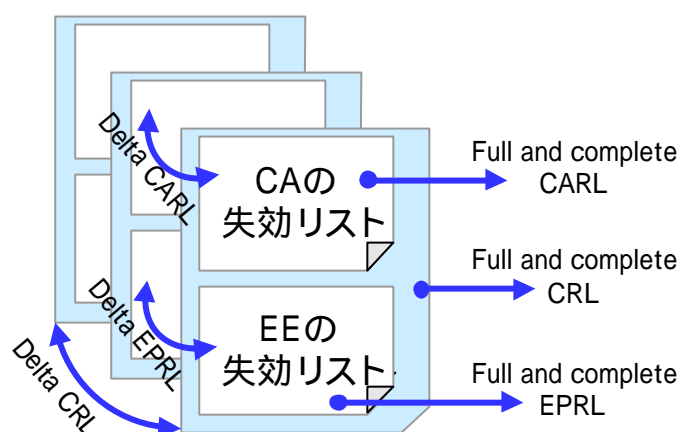 Delta CARL
CAの
失効リスト
Full and complete
CARL
Full and complete
CRL
Delta EPRL
EEの
失効リスト
Delta CRL
Full and complete
EPRL